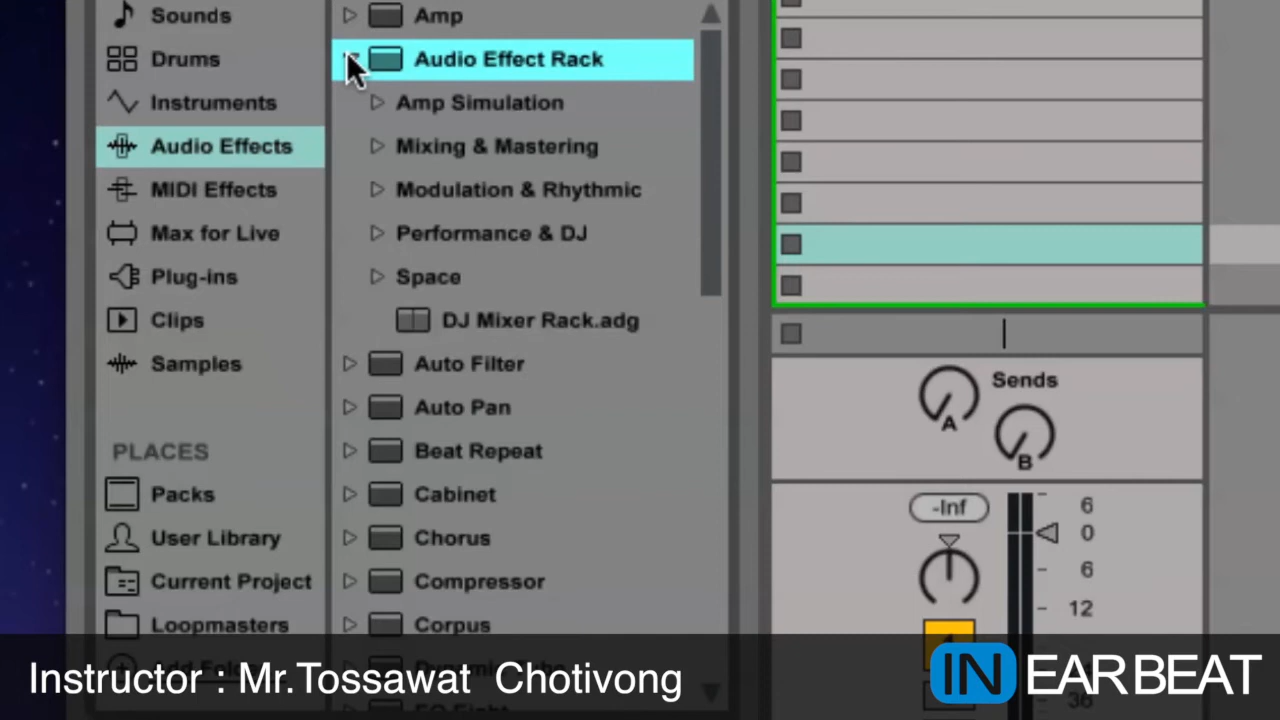 Sounds
Drums
Instruments
Audio Effects
MIDI Effects
Max for Live
Plug-ins
Clips
Samples
PLACES
Packs
User Library
Current Project
Loopmasters
Amp
Audio Effect Rack
Amp Simulation
Mixing & Mastering
Modulation & Rhythmic
Performance & DJ
Space
DJ Mixer Rack.adg
Auto Filter
Auto Pan
Beat Repeat
Cabinet
Chorus
Compressor
Corpus
Sends
A
B
-Inf
6
0
6
12
36
Instructor : Mr.Tossawat Chotivong
IN EAR BEAT